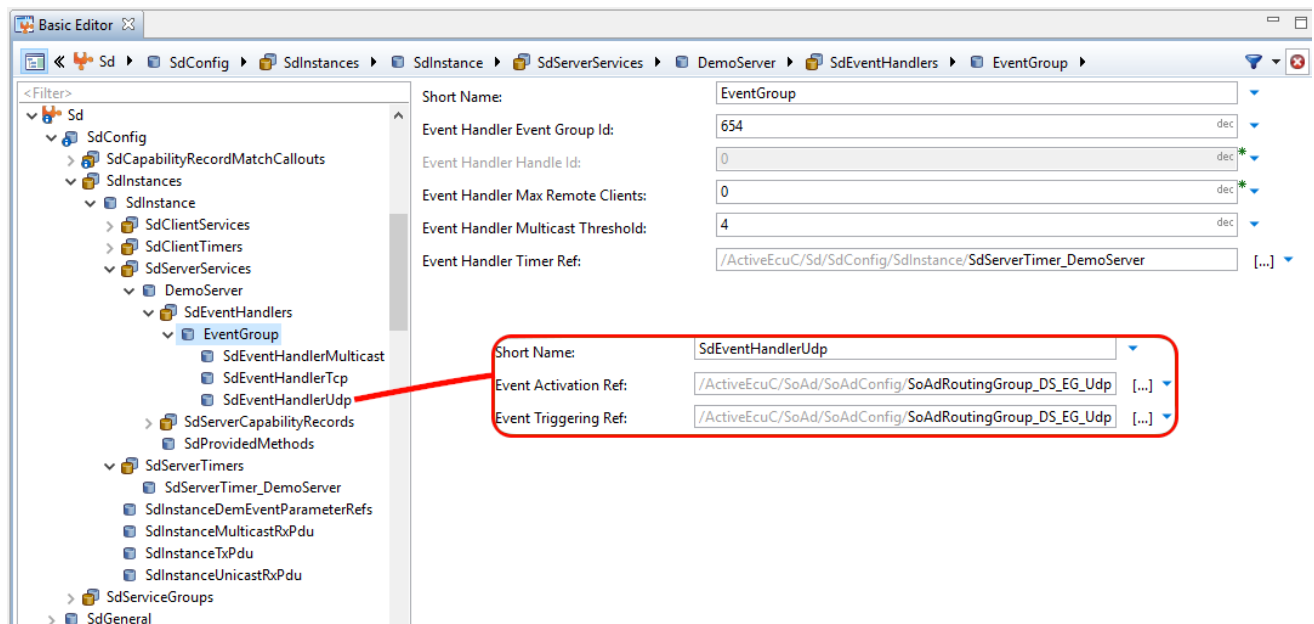 Basic Editor
Sd SdConfig SdInstances SdInstance SdServerServices DemoServer SdEventHandlers EventGroup
<Filter>
Sd
SdConfig
SdCapabilityRecordMatchCallouts
SdInstances
SdInstance
SdClientServices
SdClientTimers
SdServerServices
DemoServer
SdEventHandlers
EventGroup
SdEventHandlerMulticast
SdEventHandlerTcp
SdEventHandlerUdp
SdServerCapabilityRecords
SdProvidedMethods
SdServerTimers
SdServerTimer_DemoServer
SdInstanceDemEventParameterRefs
SdInstanceMulticastRxPdu
SdInstanceTxPdu
SdInstanceUnicastRxPdu
SdServiceGroups
SdGeneral
Short Name: EventGroup
Event Handler Event Group Id: 654 dec
Event Handler Handle Id: 0 dec *
Event Handler Max Remote Clients: 0 dec *
Event Handler Multicast Threshold: 4 dec
Event Handler Timer Ref: /ActiveEcuC/Sd/SdConfig/SdInstance/SdServerTimer_DemoServer [...]
Short Name: SdEventHandlerUdp
Event Activation Ref: /ActiveEcuC/SoAd/SoAdConfig/SoAdRoutingGroup_DS_EG_Udp [...]
Event Triggering Ref: /ActiveEcuC/SoAd/SoAdConfig/SoAdRoutingGroup_DS_EG_Udp [...]